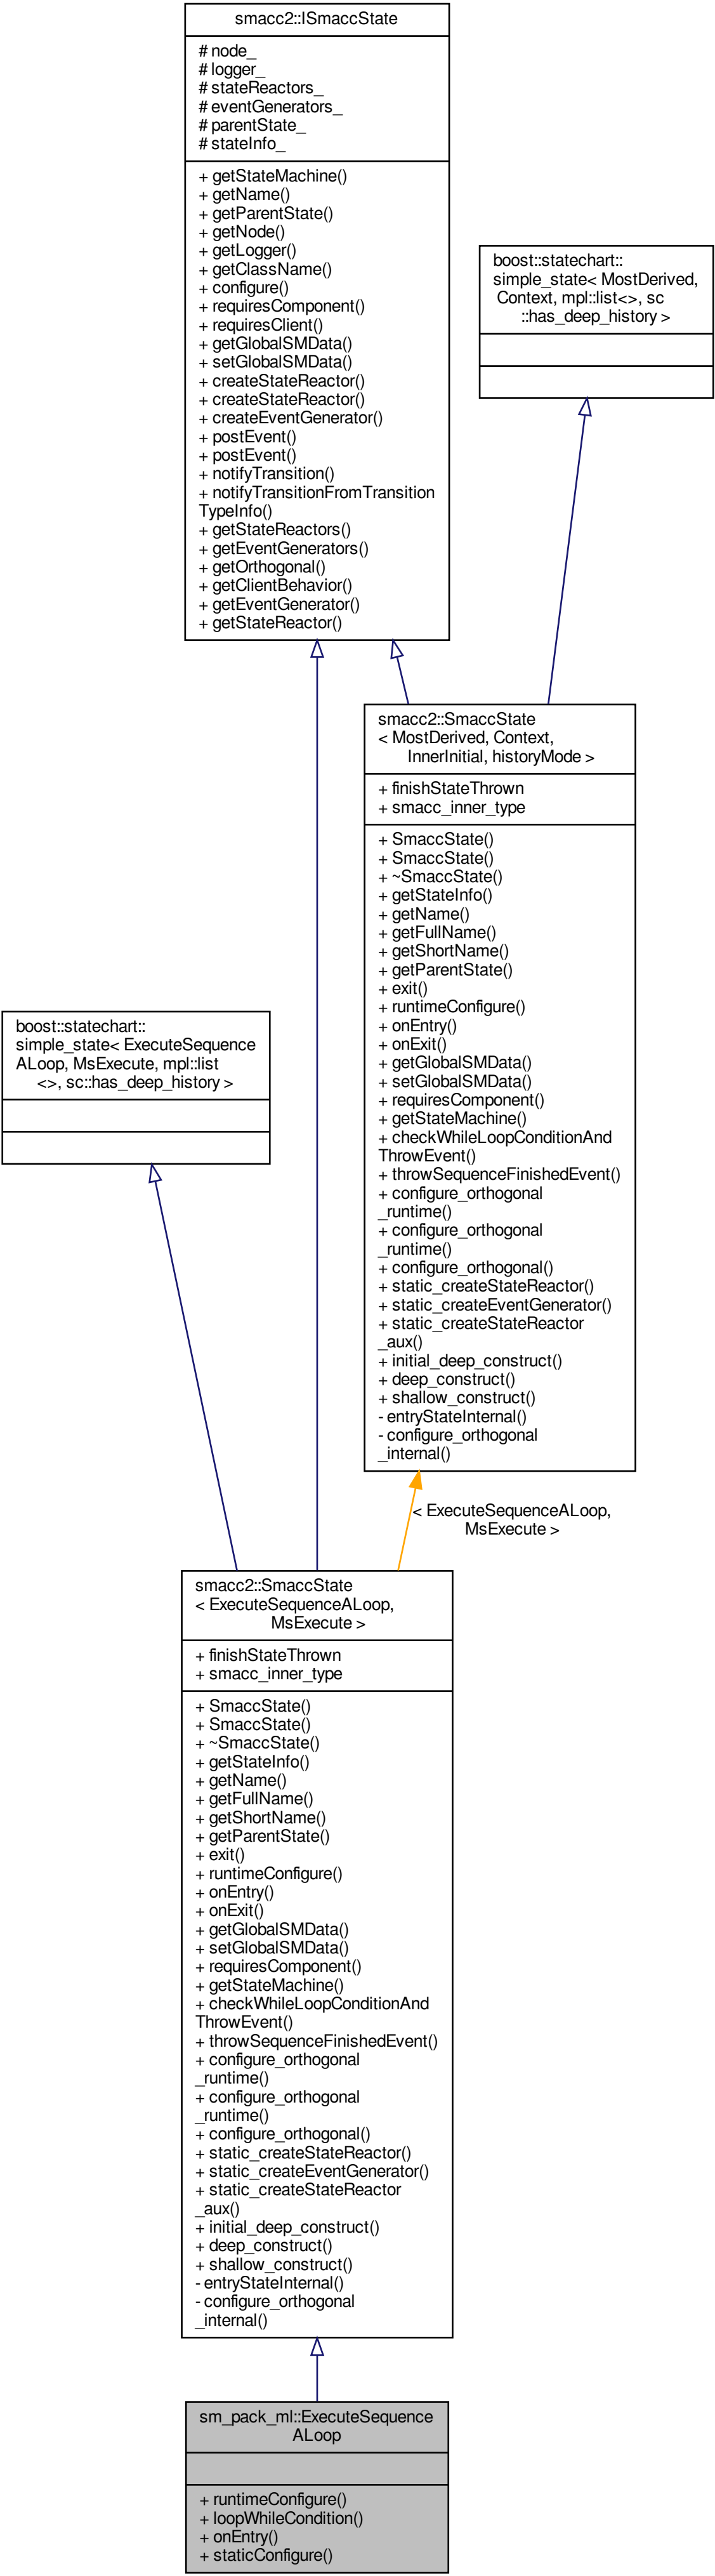 smacc2::ISmaccState
# node_
# logger_
# stateReactors_
# eventGenerators_
# parentState_
# stateInfo_
+ getStateMachine()
+ getName()
+ getParentState()
+ getNode()
+ getLogger()
+ getClassName()
+ configure()
+ requiresComponent()
+ requiresClient()
+ getGlobalSMData()
+ setGlobalSMData()
+ createStateReactor()
+ createStateReactor()
+ createEventGenerator()
+ postEvent()
+ postEvent()
+ notifyTransition()
+ notifyTransitionFromTransition
TypeInfo()
+ getStateReactors()
+ getEventGenerators()
+ getOrthogonal()
+ getClientBehavior()
+ getEventGenerator()
+ getStateReactor()
boost::statechart::
simple_state< MostDerived,
Context, mpl::list<>, sc
::has_deep_history >
smacc2::SmaccState
< MostDerived, Context,
InnerInitial, historyMode >
+ finishStateThrown
+ smacc_inner_type
+ SmaccState()
+ SmaccState()
+ ~SmaccState()
+ getStateInfo()
+ getName()
+ getFullName()
+ getShortName()
+ getParentState()
+ exit()
+ runtimeConfigure()
+ onEntry()
+ onExit()
+ getGlobalSMData()
+ setGlobalSMData()
+ requiresComponent()
+ getStateMachine()
+ checkWhileLoopConditionAnd
ThrowEvent()
+ throwSequenceFinishedEvent()
+ configure_orthogonal
_runtime()
+ configure_orthogonal
_runtime()
+ configure_orthogonal()
+ static_createStateReactor()
+ static_createEventGenerator()
+ static_createStateReactor
_aux()
+ initial_deep_construct()
+ deep_construct()
+ shallow_construct()
- entryStateInternal()
- configure_orthogonal
_internal()
boost::statechart::
simple_state< ExecuteSequence
ALoop, MsExecute, mpl::list
<>, sc::has_deep_history >
< ExecuteSequenceALoop,
MsExecute >
smacc2::SmaccState
< ExecuteSequenceALoop,
MsExecute >
+ finishStateThrown
+ smacc_inner_type
+ SmaccState()
+ SmaccState()
+ ~SmaccState()
+ getStateInfo()
+ getName()
+ getFullName()
+ getShortName()
+ getParentState()
+ exit()
+ runtimeConfigure()
+ onEntry()
+ onExit()
+ getGlobalSMData()
+ setGlobalSMData()
+ requiresComponent()
+ getStateMachine()
+ checkWhileLoopConditionAnd
ThrowEvent()
+ throwSequenceFinishedEvent()
+ configure_orthogonal
_runtime()
+ configure_orthogonal
_runtime()
+ configure_orthogonal()
+ static_createStateReactor()
+ static_createEventGenerator()
+ static_createStateReactor
_aux()
+ initial_deep_construct()
+ deep_construct()
+ shallow_construct()
- entryStateInternal()
- configure_orthogonal
_internal()
sm_pack_ml::ExecuteSequence
ALoop
+ runtimeConfigure()
+ loopWhileCondition()
+ onEntry()
+ staticConfigure()